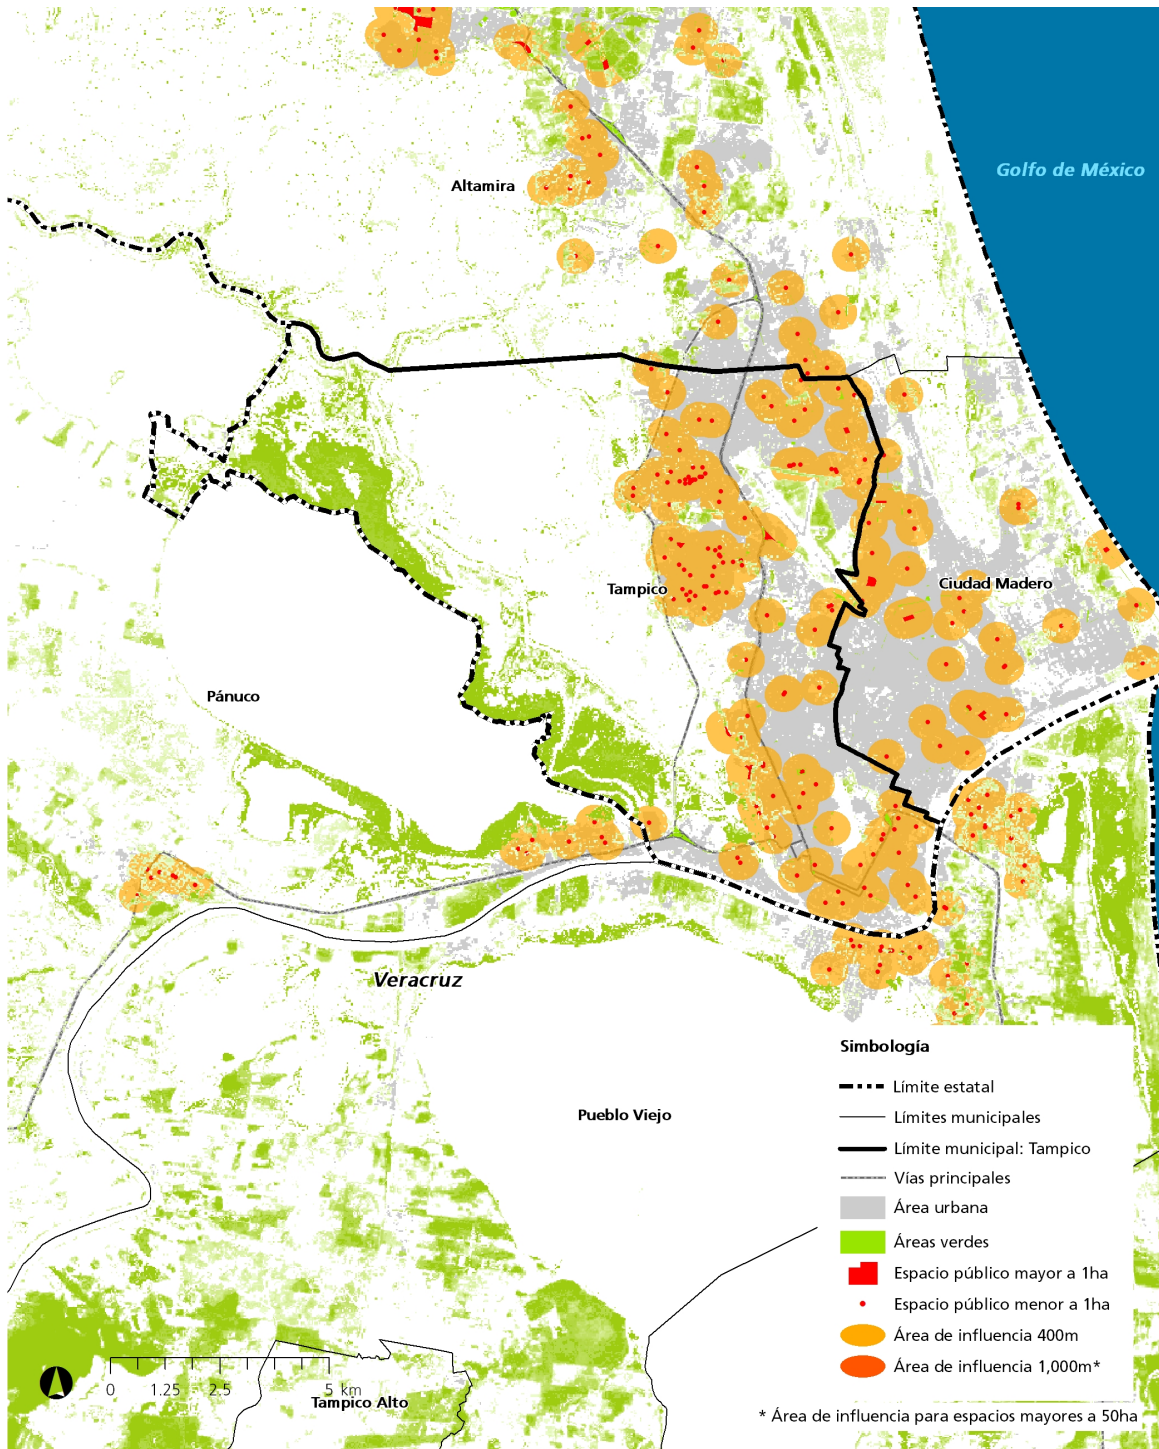 Golfo de México
Altamira
Ciudad Madero
Tampico
Pánuco
Veracruz
Pueblo Viejo
Simbología
Límite estatal
Límites municipales
Límite municipal: Tampico
Vías principales
Área urbana
Áreas verdes
Espacio público mayor a 1ha
Espacio público menor a 1ha
Área de influencia 400m
Área de influencia 1,000m*
0 1.25 2.5 5 km
Tampico Alto
* Área de influencia para espacios mayores a 50ha